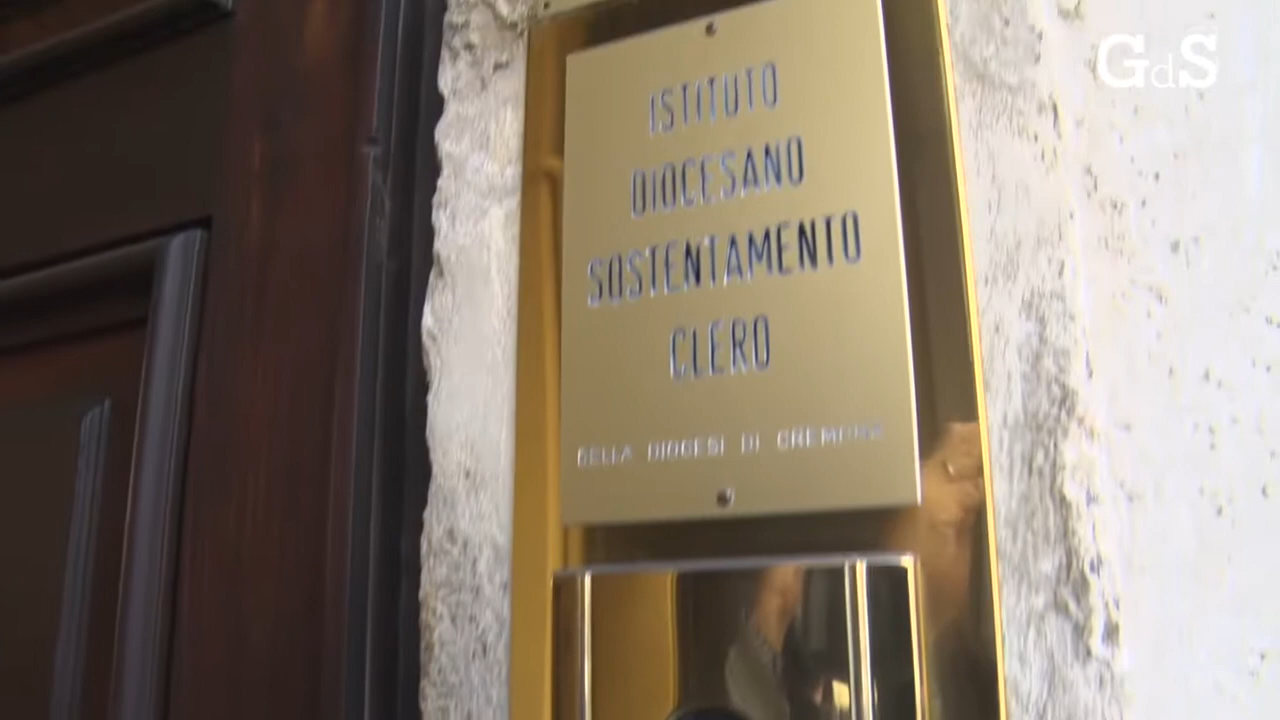 GdS
ISTITUTO
DIOCESANO
SOSTENTAMENTO
CLERO
DELLA DIOCESI DI